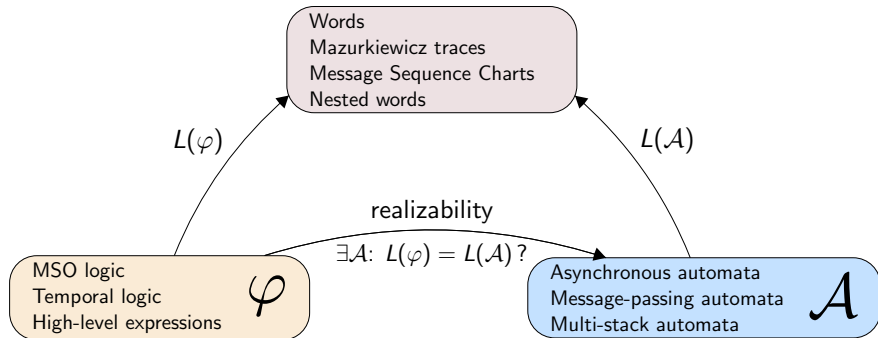 Words
Mazurkiewicz traces
Message Sequence Charts
Nested words
L(φ)
L(𝒜)
realizability
∃𝒜: L(φ) = L(𝒜) ?
MSO logic
Temporal logic
High-level expressions
φ
Asynchronous automata
Message-passing automata
Multi-stack automata
𝒜